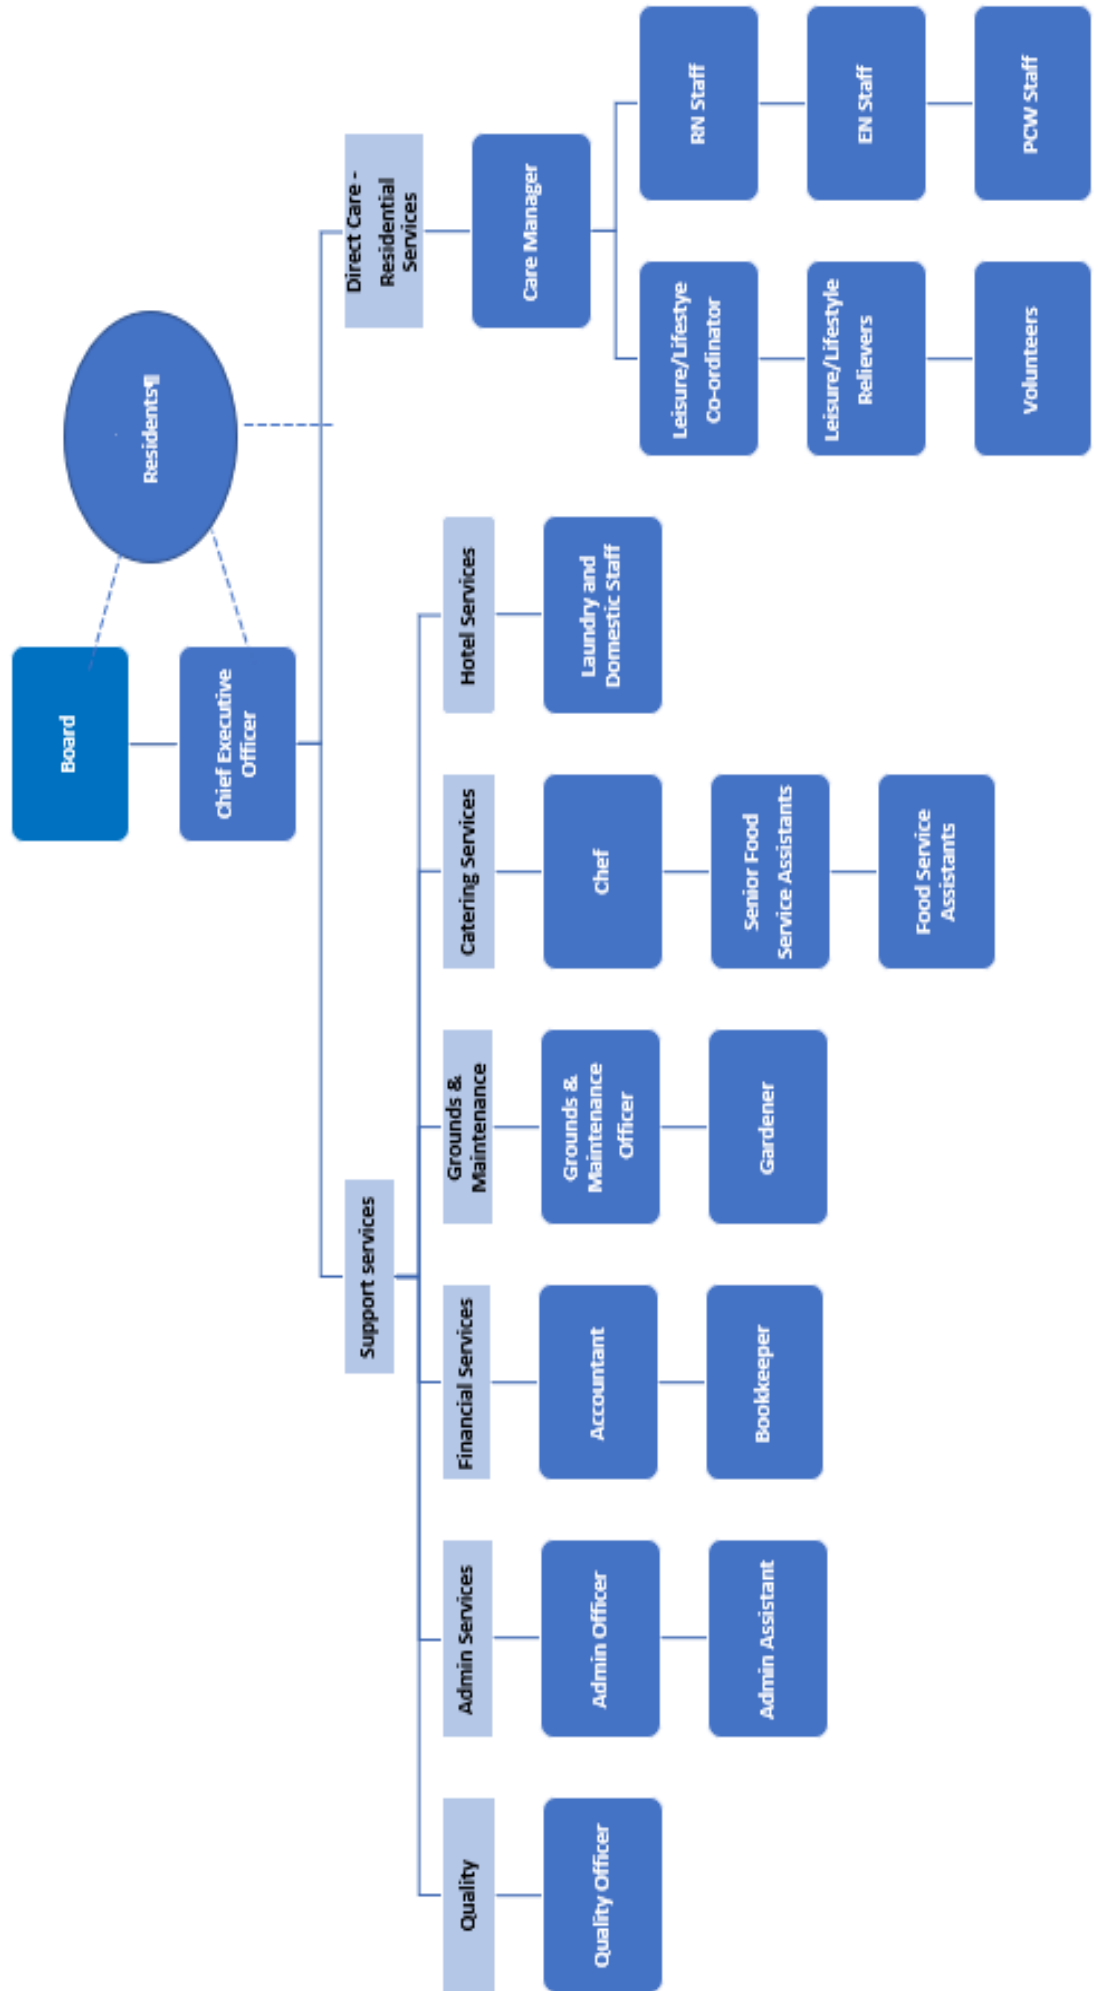 Board
Residents¶
Chief Executive
Officer
Support services
Direct Care -
Residential
Services
Quality
Admin Services
Financial Services
Grounds &
Maintenance
Catering Services
Hotel Services
Care Manager
Quality Officer
Admin Officer
Accountant
Grounds &
Maintenance
Officer
Chef
Laundry and
Domestic Staff
Leisure/Lifestye
Co-ordinator
RN Staff
Admin Assistant
Bookkeeper
Gardener
Senior Food
Service Assistants
Leisure/Lifestyle
Relievers
EN Staff
Food Service
Assistants
Volunteers
PCW Staff